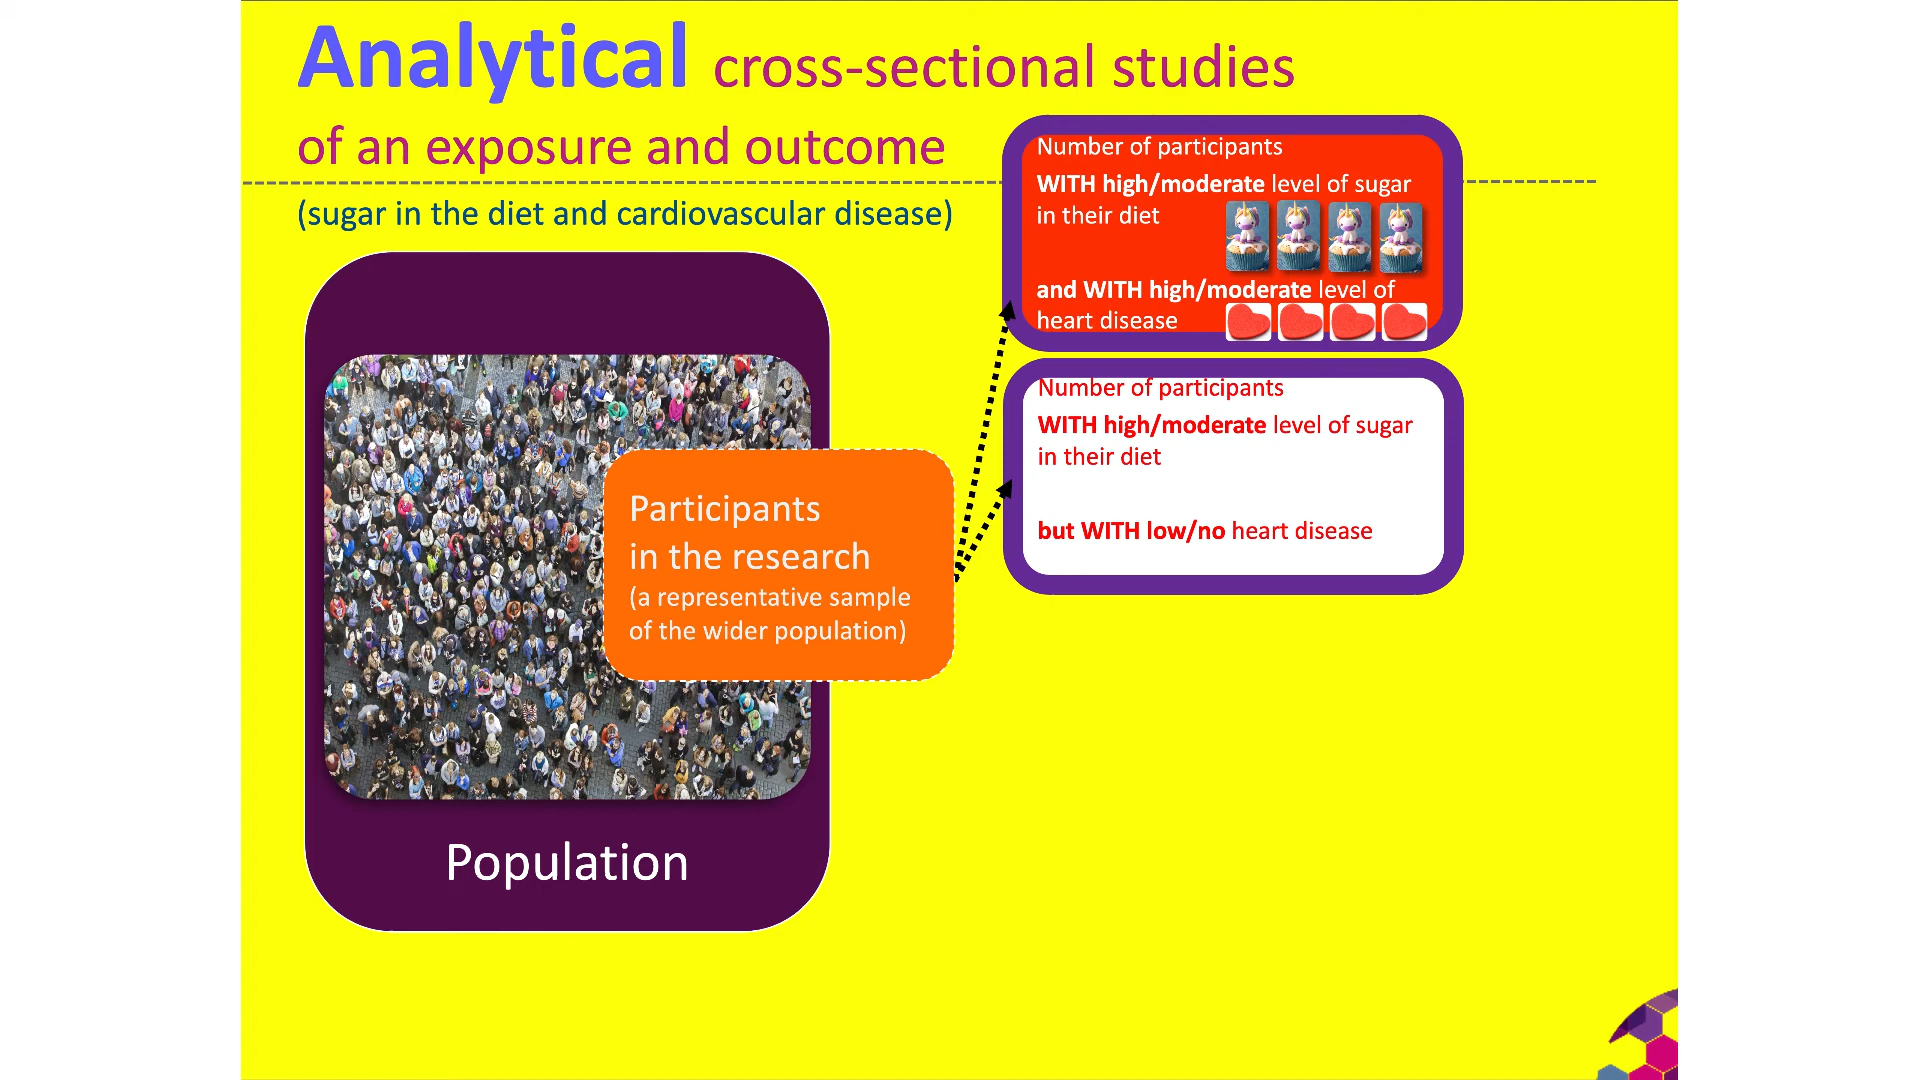 Analytical cross-sectional studies
of an exposure and outcome
(sugar in the diet and cardiovascular disease)
Number of participants
WITH high/moderate level of sugar
in their diet
and WITH high/moderate level of
heart disease
Number of participants
WITH high/moderate level of sugar
in their diet
but WITH low/no heart disease
Participants
in the research
(a representative sample
of the wider population)
Population